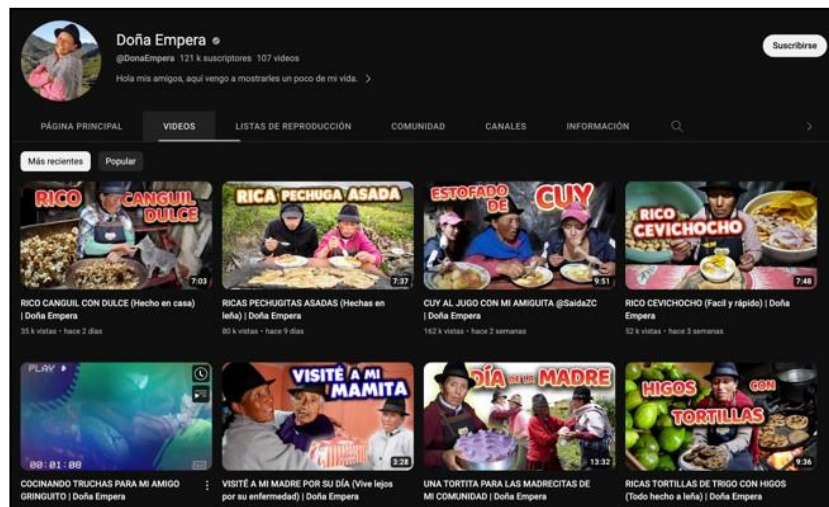 Doña Empera
@DonaEmpera 121 k suscriptores 107 videos
Hola mis amigos, aquí vengo a mostrarles un poco de mi vida. >
Suscribirse
PÁGINA PRINCIPAL VIDEOS LISTAS DE REPRODUCCIÓN COMUNIDAD CANALES INFORMACIÓN
Más recientes Popular
RICO CANGUIL
DULCE
7:03
RICO CANGUIL CON DULCE (Hecho en casa)
| Doña Empera
35 k vistas • hace 2 días
RICA PECHUGA ASADA
7:37
RICAS PECHUGITAS ASADAS (Hechas en
leña) | Doña Empera
80 k vistas • hace 9 días
ESTOFADO
DE CUY
9:51
CUY AL JUGO CON MI AMIGUITA @SaidaZC
| Doña Empera
162 k vistas • hace 2 semanas
RICO
CEVICHOCHO
7:48
RICO CEVICHOCHO (Facil y rápido) | Doña
Empera
52 k vistas • hace 3 semanas
PLAY
00:01:08
COCINANDO TRUCHAS PARA MI AMIGO
GRINGUITO | Doña Empera
VISITÉ A MI
MAMITA
3:28
VISITÉ A MI MADRE POR SU DÍA (Vive lejos
por su enfermedad) | Doña Empera
DÍA DE LA MADRE
13:32
UNA TORTITA PARA LAS MADRECITAS DE
MI COMUNIDAD | Doña Empera
HIGOS CON
TORTILLAS
9:36
RICAS TORTILLAS DE TRIGO CON HIGOS
(Todo hecho a leña) | Doña Empera